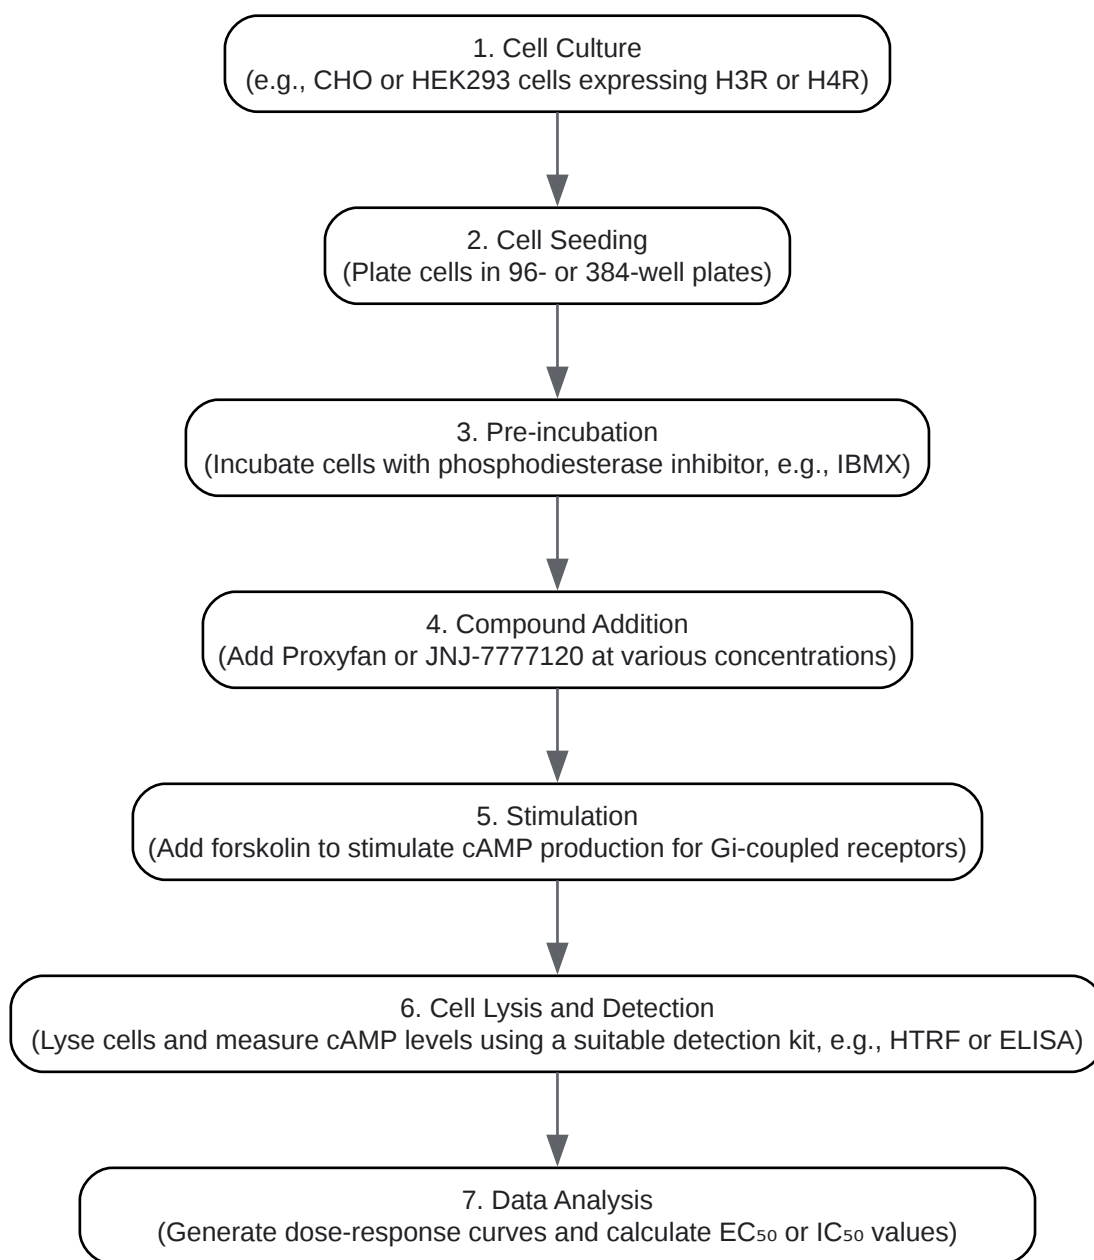 1. Cell Culture
(e.g., CHO or HEK293 cells expressing H3R or H4R)
2. Cell Seeding
(Plate cells in 96- or 384-well plates)
3. Pre-incubation
(Incubate cells with phosphodiesterase inhibitor, e.g., IBMX)
4. Compound Addition
(Add Proxyfan or JNJ-7777120 at various concentrations)
5. Stimulation
(Add forskolin to stimulate cAMP production for Gi-coupled receptors)
6. Cell Lysis and Detection
(Lyse cells and measure cAMP levels using a suitable detection kit, e.g., HTRF or ELISA)
7. Data Analysis
(Generate dose-response curves and calculate EC₅₀ or IC₅₀ values)